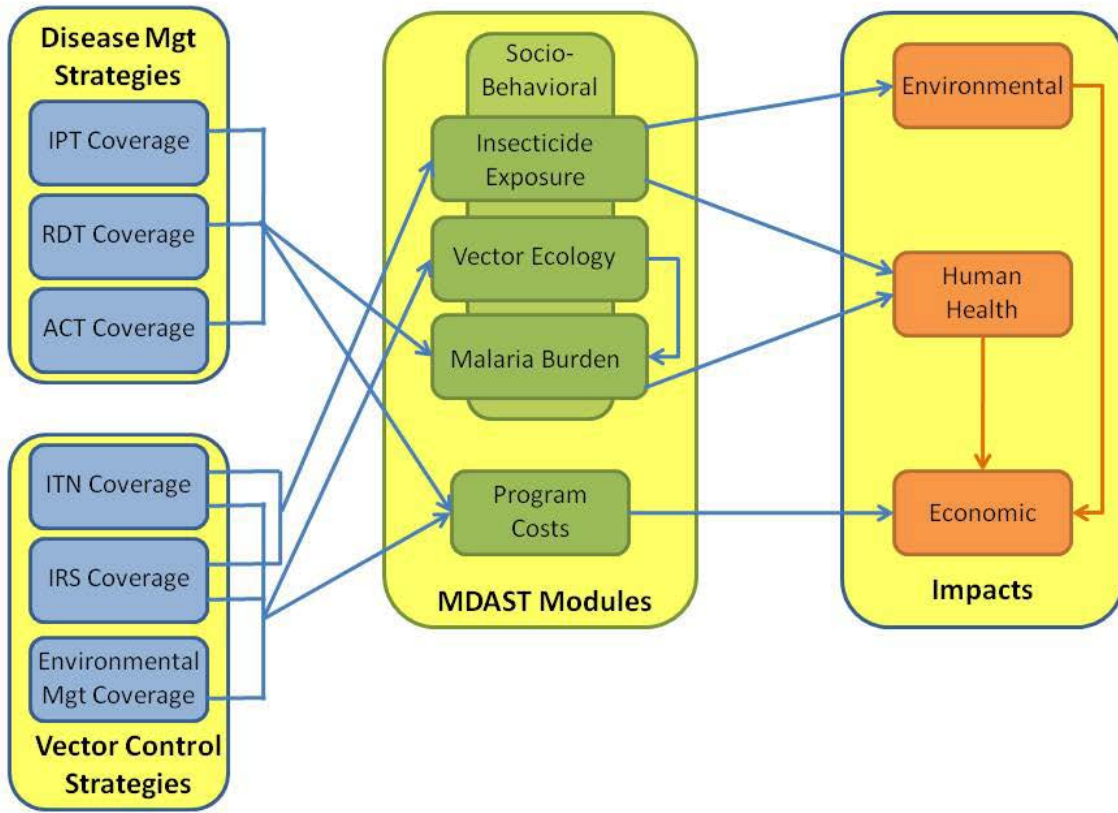 Disease Mgt
Strategies
IPT Coverage
RDT Coverage
ACT Coverage
ITN Coverage
IRS Coverage
Environmental
Mgt Coverage
Vector Control
Strategies
Socio-
Behavioral
Insecticide
Exposure
Vector Ecology
Malaria Burden
Program
Costs
MDAST Modules
Environmental
Human
Health
Economic
Impacts